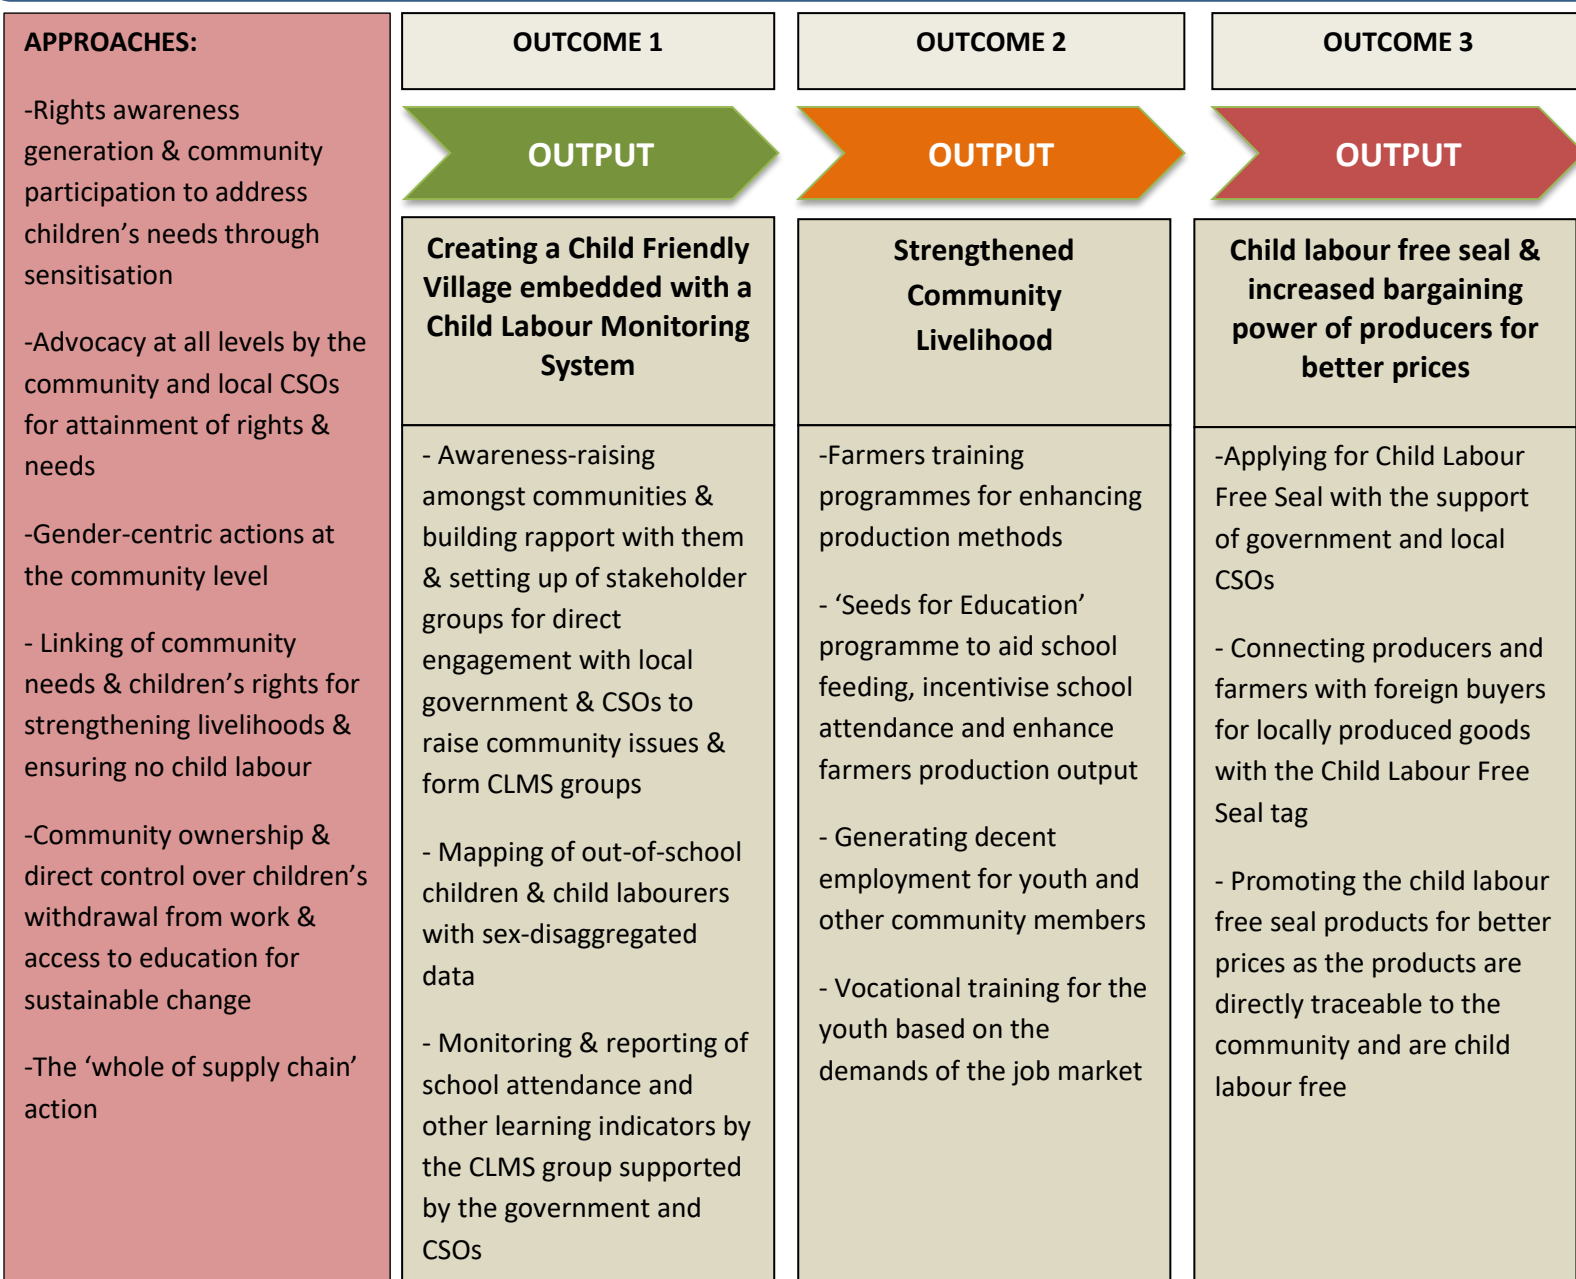 APPROACHES:
-Rights awareness
generation & community
participation to address
children’s needs through
sensitisation
-Advocacy at all levels by the
community and local CSOs
for attainment of rights &
needs
-Gender-centric actions at
the community level
- Linking of community
needs & children’s rights for
strengthening livelihoods &
ensuring no child labour
-Community ownership &
direct control over children’s
withdrawal from work &
access to education for
sustainable change
-The ‘whole of supply chain’
action
OUTCOME 1
OUTPUT
Creating a Child Friendly
Village embedded with a
Child Labour Monitoring
System
- Awareness-raising
amongst communities &
building rapport with them
& setting up of stakeholder
groups for direct
engagement with local
government & CSOs to
raise community issues &
form CLMS groups
- Mapping of out-of-school
children & child labourers
with sex-disaggregated
data
- Monitoring & reporting of
school attendance and
other learning indicators by
the CLMS group supported
by the government and
CSOs
OUTCOME 2
OUTPUT
Strengthened
Community
Livelihood
-Farmers training
programmes for enhancing
production methods
- ‘Seeds for Education’
programme to aid school
feeding, incentivise school
attendance and enhance
farmers production output
- Generating decent
employment for youth and
other community members
- Vocational training for the
youth based on the
demands of the job market
OUTCOME 3
OUTPUT
Child labour free seal &
increased bargaining
power of producers for
better prices
-Applying for Child Labour
Free Seal with the support
of government and local
CSOs
- Connecting producers and
farmers with foreign buyers
for locally produced goods
with the Child Labour Free
Seal tag
- Promoting the child labour
free seal products for better
prices as the products are
directly traceable to the
community and are child
labour free